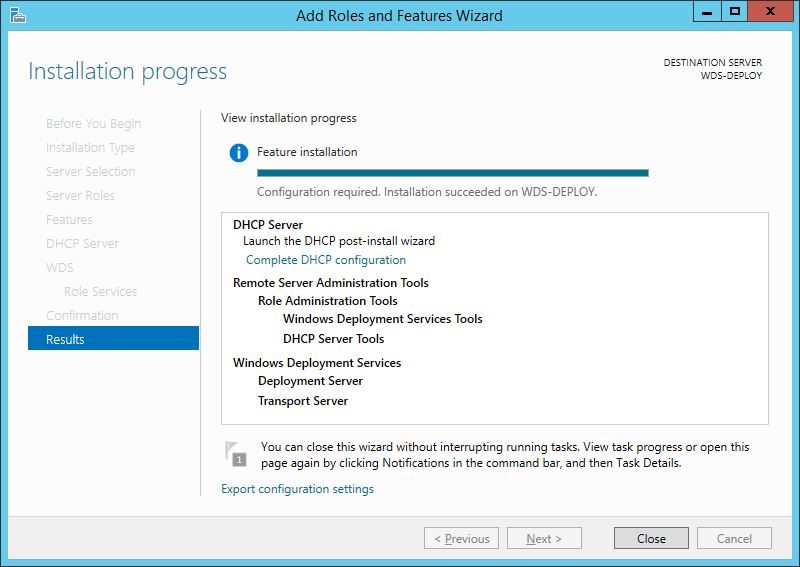 Add Roles and Features Wizard
Installation progress
DESTINATION SERVER
WDS-DEPLOY
Before You Begin
Installation Type
Server Selection
Server Roles
Features
DHCP Server
WDS
Role Services
Confirmation
Results
View installation progress
Feature installation
Configuration required. Installation succeeded on WDS-DEPLOY.
DHCP Server
Launch the DHCP post-install wizard
Complete DHCP configuration
Remote Server Administration Tools
Role Administration Tools
Windows Deployment Services Tools
DHCP Server Tools
Windows Deployment Services
Deployment Server
Transport Server
1
You can close this wizard without interrupting running tasks. View task progress or open this
page again by clicking Notifications in the command bar, and then Task Details.
Export configuration settings
< Previous
Next >
Close
Cancel